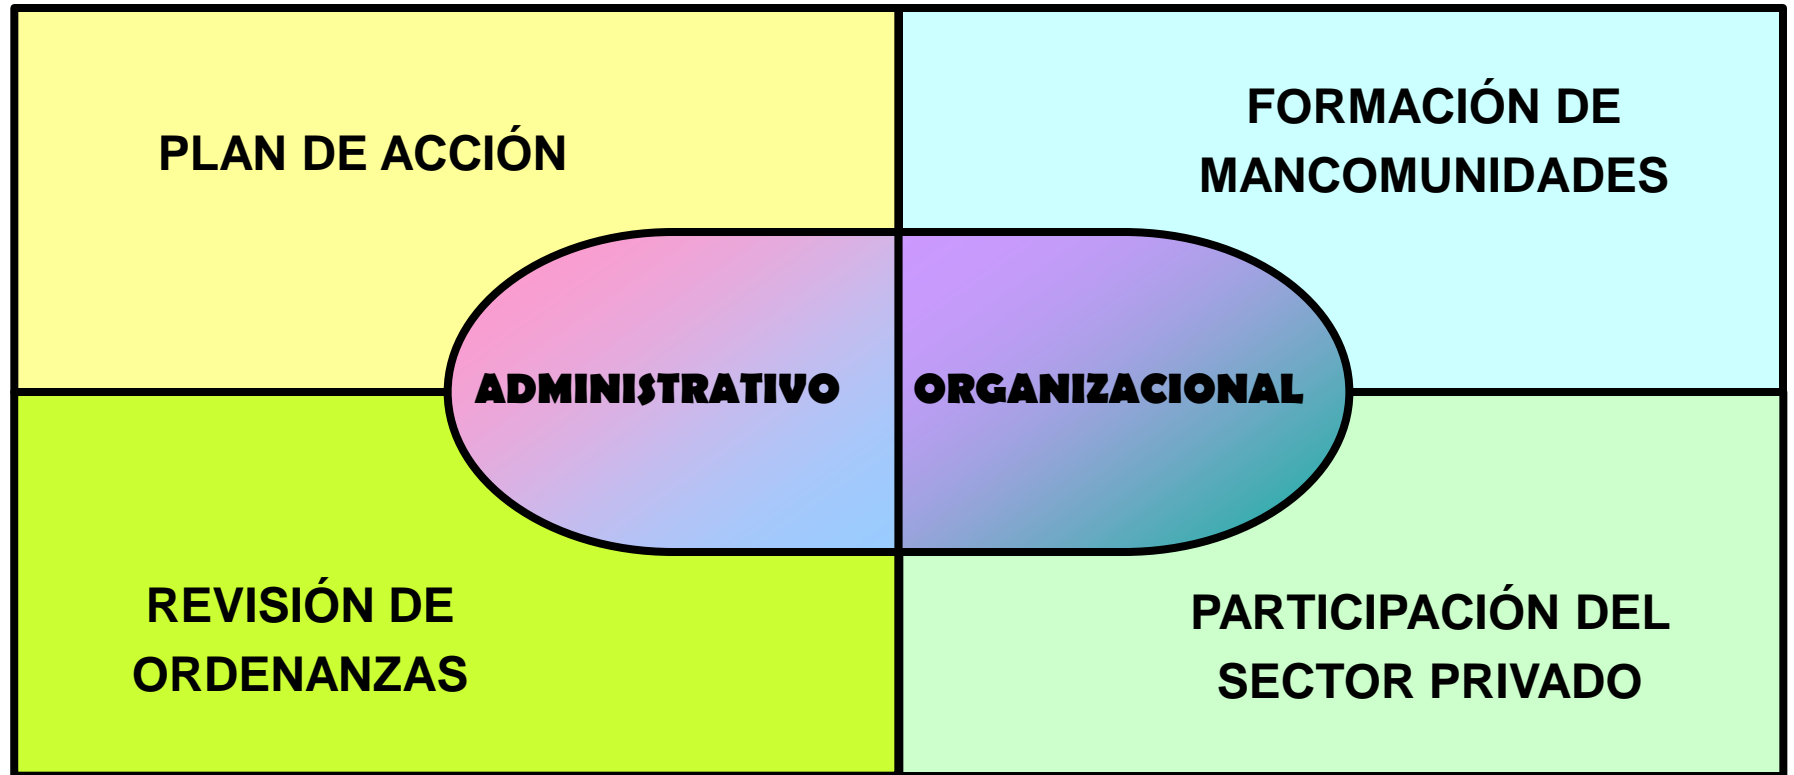 PLAN DE ACCIÓN
FORMACIÓN DE
MANCOMUNIDADES
ADMINISTRATIVO
ORGANIZACIONAL
REVISIÓN DE
ORDENANZAS
PARTICIPACIÓN DEL
SECTOR PRIVADO